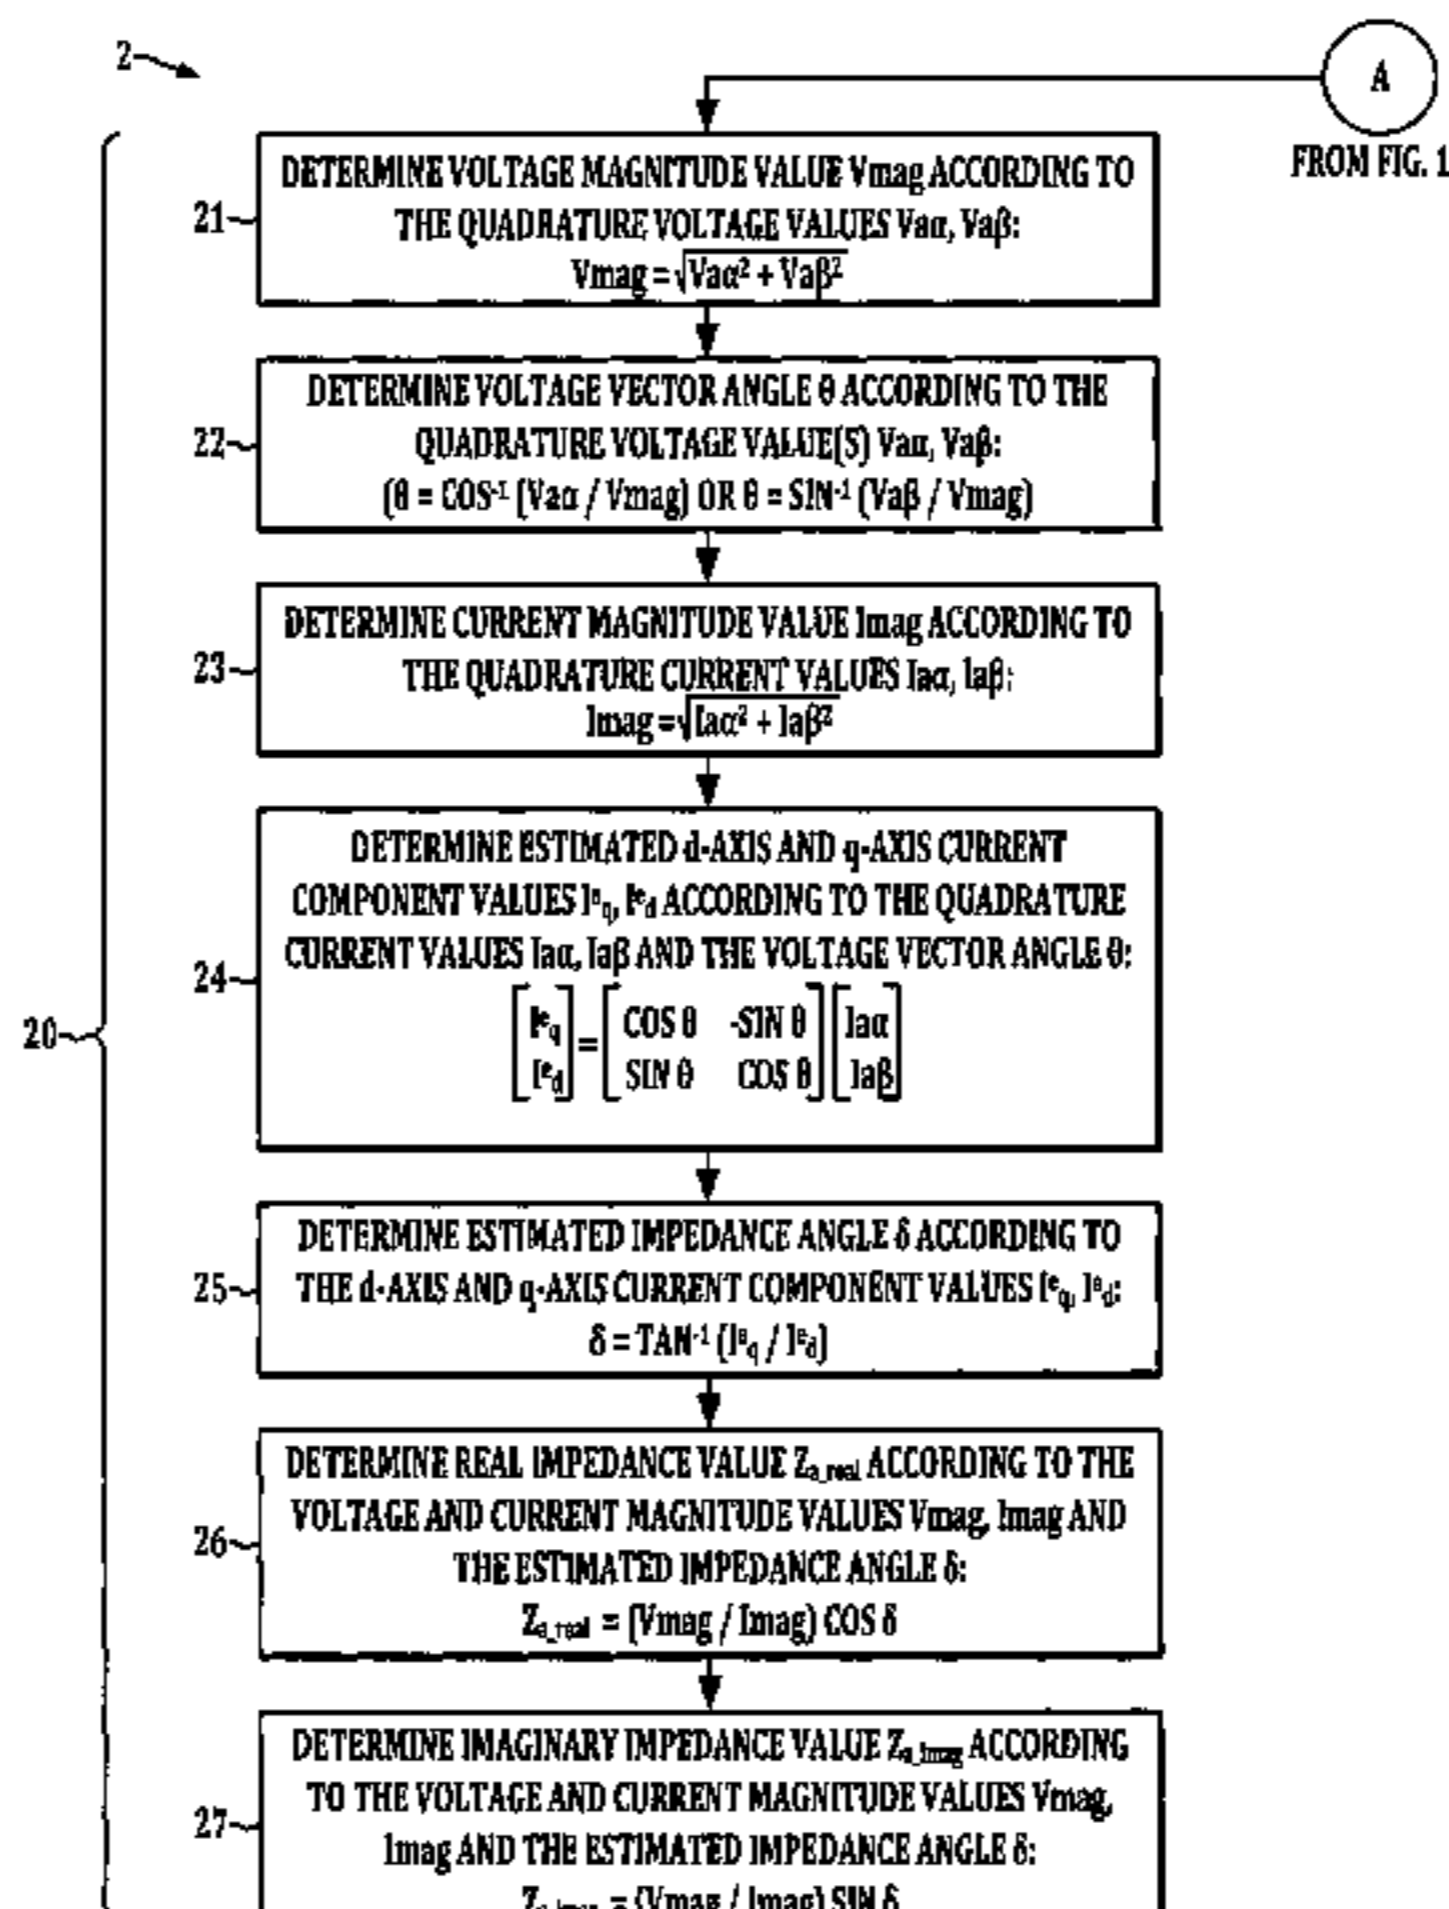 2
A
FROM FIG. 1
21
DETERMINE VOLTAGE MAGNITUDE VALUE Vmag ACCORDING TO
THE QUADRATURE VOLTAGE VALUES Vaα, Vaβ:
Vmag = √Vaα² + Vaβ²
22
DETERMINE VOLTAGE VECTOR ANGLE θ ACCORDING TO THE
QUADRATURE VOLTAGE VALUE(S) Vaα, Vaβ:
(θ = COS⁻¹ (Vaα / Vmag) OR θ = SIN⁻¹ (Vaβ / Vmag)
23
DETERMINE CURRENT MAGNITUDE VALUE Imag ACCORDING TO
THE QUADRATURE CURRENT VALUES Iaα, Iaβ:
Imag = √Iaα² + Iaβ²
20
24
DETERMINE ESTIMATED d-AXIS AND q-AXIS CURRENT
COMPONENT VALUES Iᵉq, Iᵉd ACCORDING TO THE QUADRATURE
CURRENT VALUES Iaα, Iaβ AND THE VOLTAGE VECTOR ANGLE θ:
[Iᵉq] = [COS θ -SIN θ] [Iaα]
[Iᵉd] [SIN θ COS θ] [Iaβ]
25
DETERMINE ESTIMATED IMPEDANCE ANGLE δ ACCORDING TO
THE d-AXIS AND q-AXIS CURRENT COMPONENT VALUES Iᵉq, Iᵉd:
δ = TAN⁻¹ (Iᵉq / Iᵉd)
26
DETERMINE REAL IMPEDANCE VALUE Za_real ACCORDING TO THE
VOLTAGE AND CURRENT MAGNITUDE VALUES Vmag, Imag AND
THE ESTIMATED IMPEDANCE ANGLE δ:
Za_real = (Vmag / Imag) COS δ
27
DETERMINE IMAGINARY IMPEDANCE VALUE Za_imag ACCORDING
TO THE VOLTAGE AND CURRENT MAGNITUDE VALUES Vmag,
Imag AND THE ESTIMATED IMPEDANCE ANGLE δ:
Za_imag = (Vmag / Imag) SIN δ